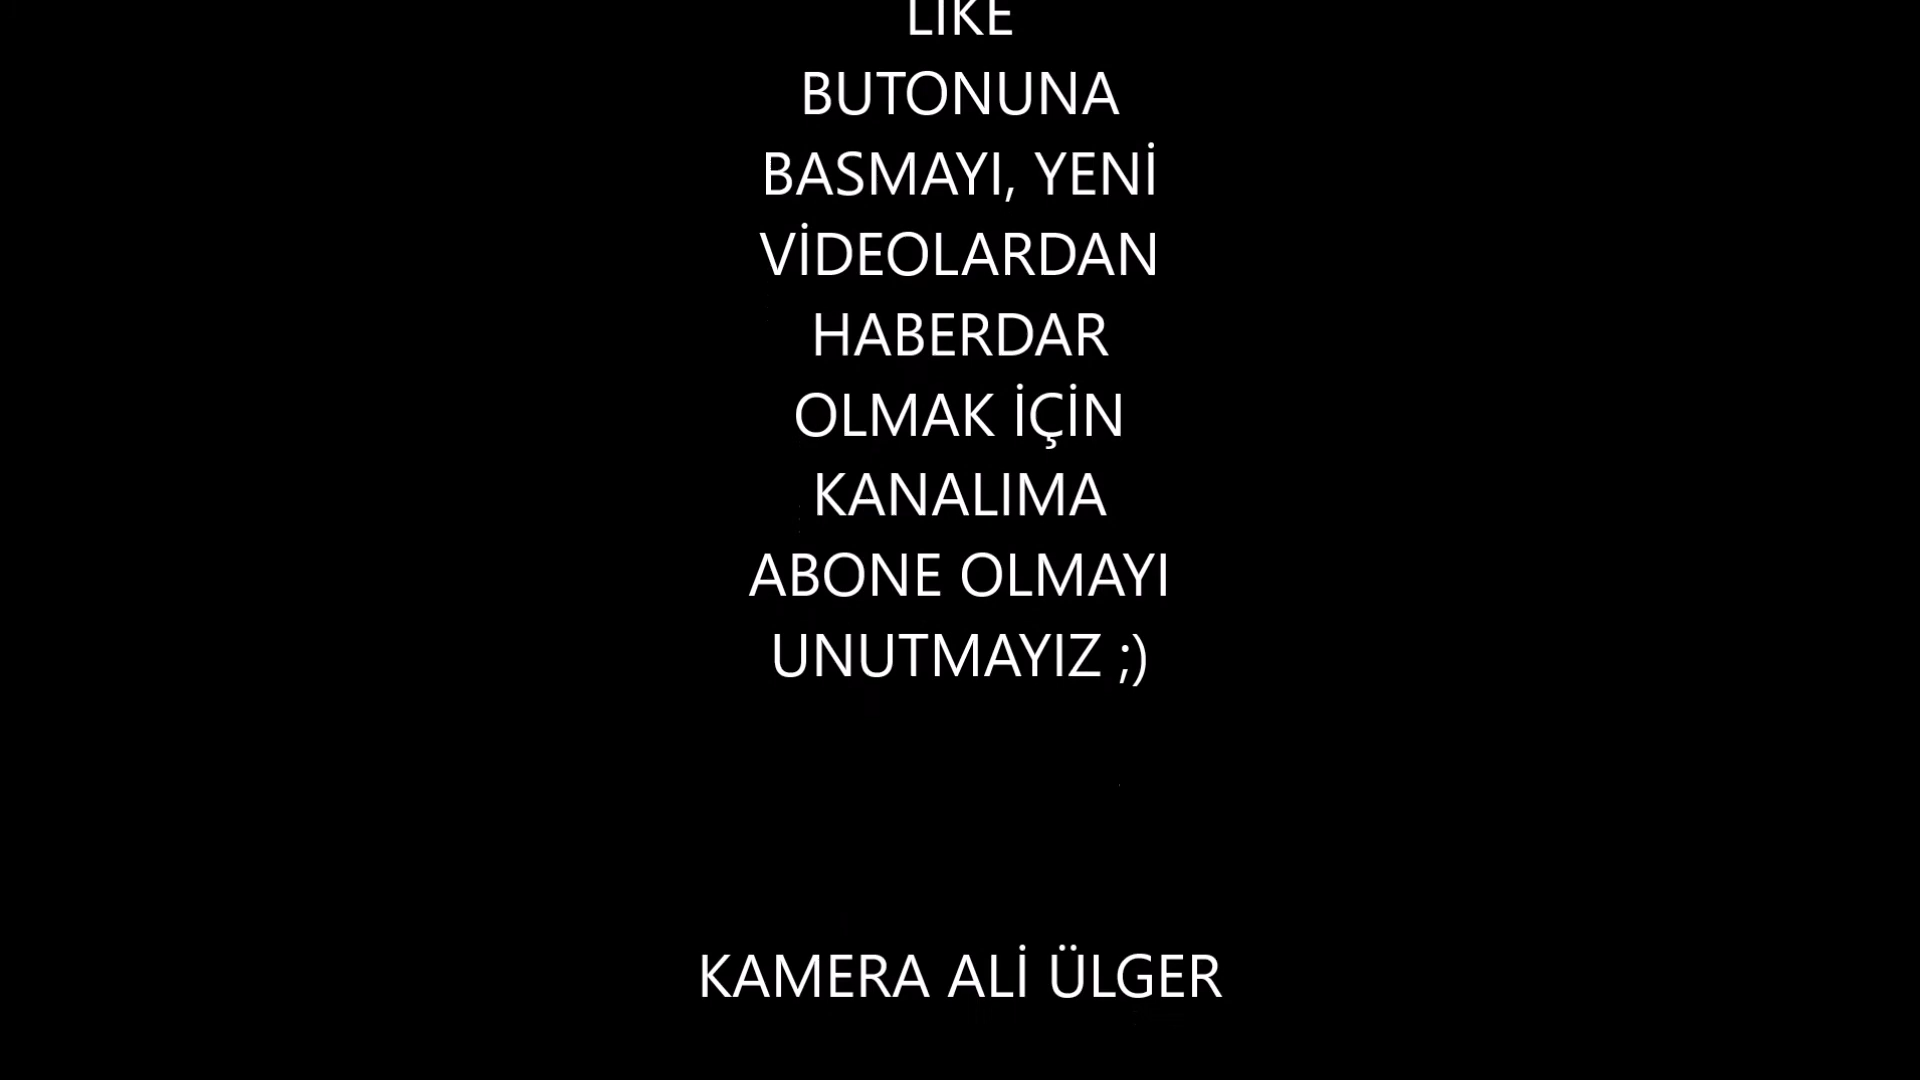 LIKE
BUTONUNA
BASMAYI, YENİ
VİDEOLARDAN
HABERDAR
OLMAK İÇİN
KANALIMA
ABONE OLMAYI
UNUTMAYIZ ;)
KAMERA ALİ ÜLGER